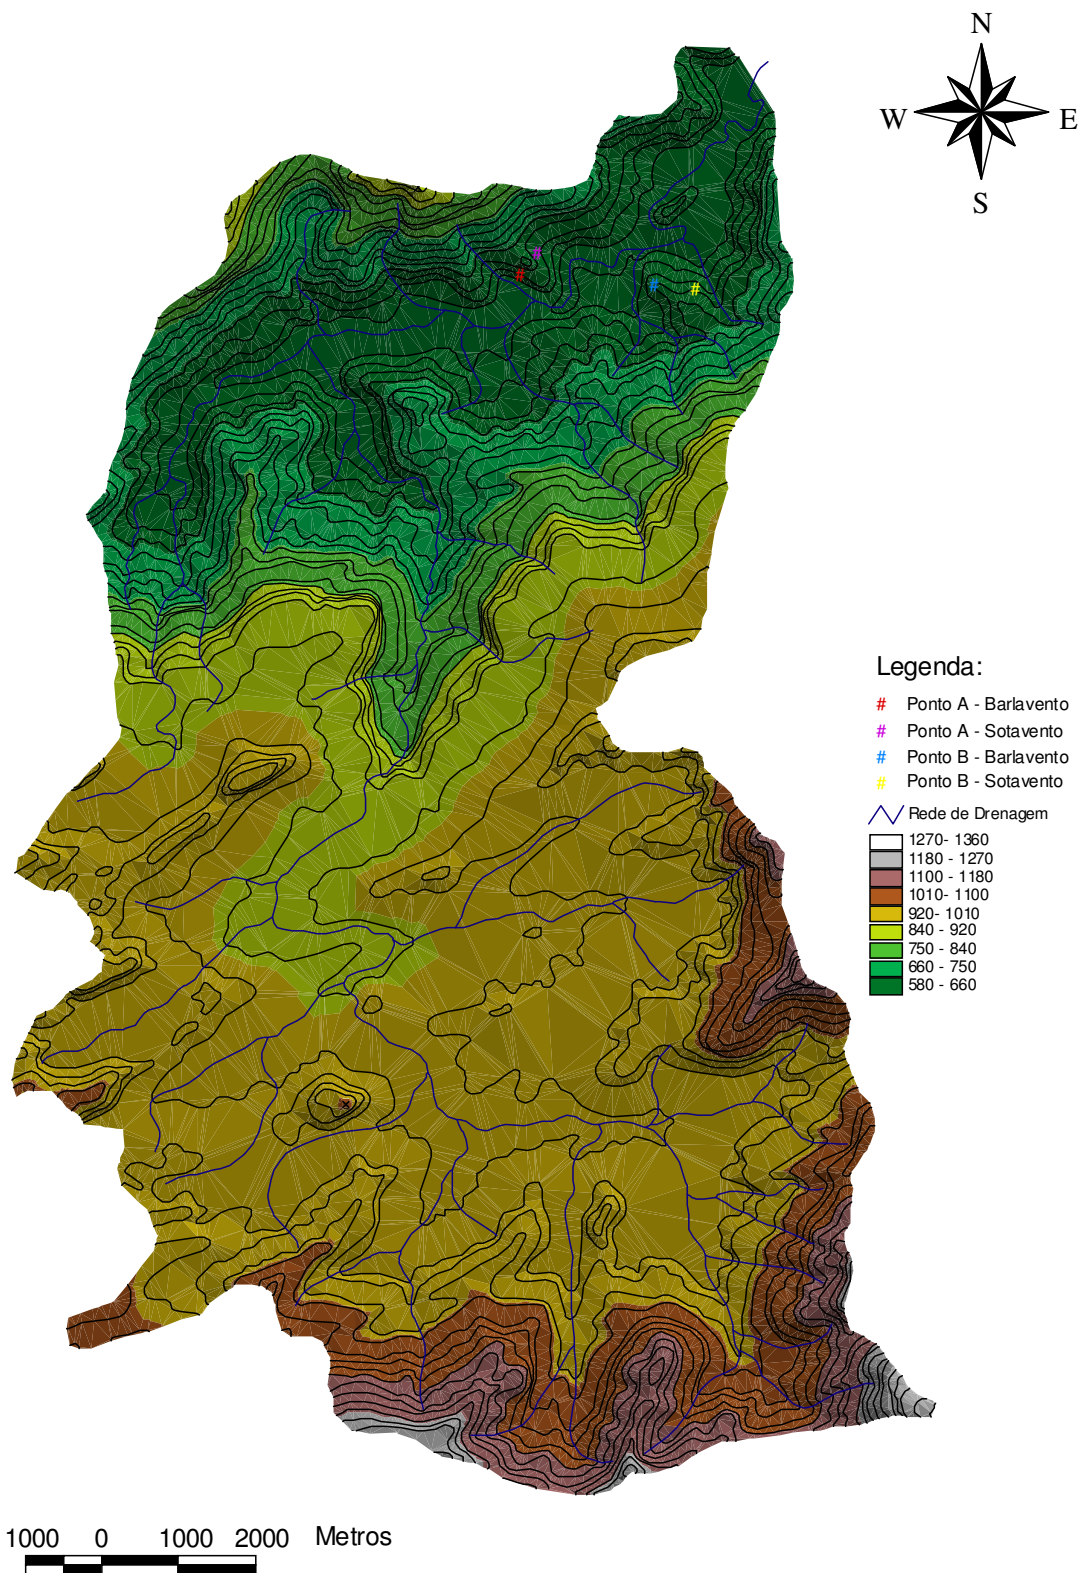 N
W E
S
Legenda:
# Ponto A - Barlavento
# Ponto A - Sotavento
# Ponto B - Barlavento
# Ponto B - Sotavento
Rede de Drenagem
1270- 1360
1180 - 1270
1100 - 1180
1010- 1100
920- 1010
840 - 920
750 - 840
660 - 750
580 - 660
1000 0 1000 2000 Metros